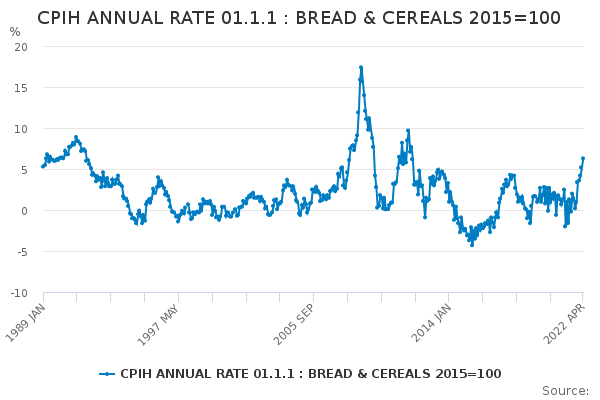 CPIH ANNUAL RATE 01.1.1 : BREAD & CEREALS 2015=100
%
20
15
10
5
0
-5
-10
1989 JAN
1997 MAY
2005 SEP
2014 JAN
2022 APR
CPIH ANNUAL RATE 01.1.1 : BREAD & CEREALS 2015=100
Source: